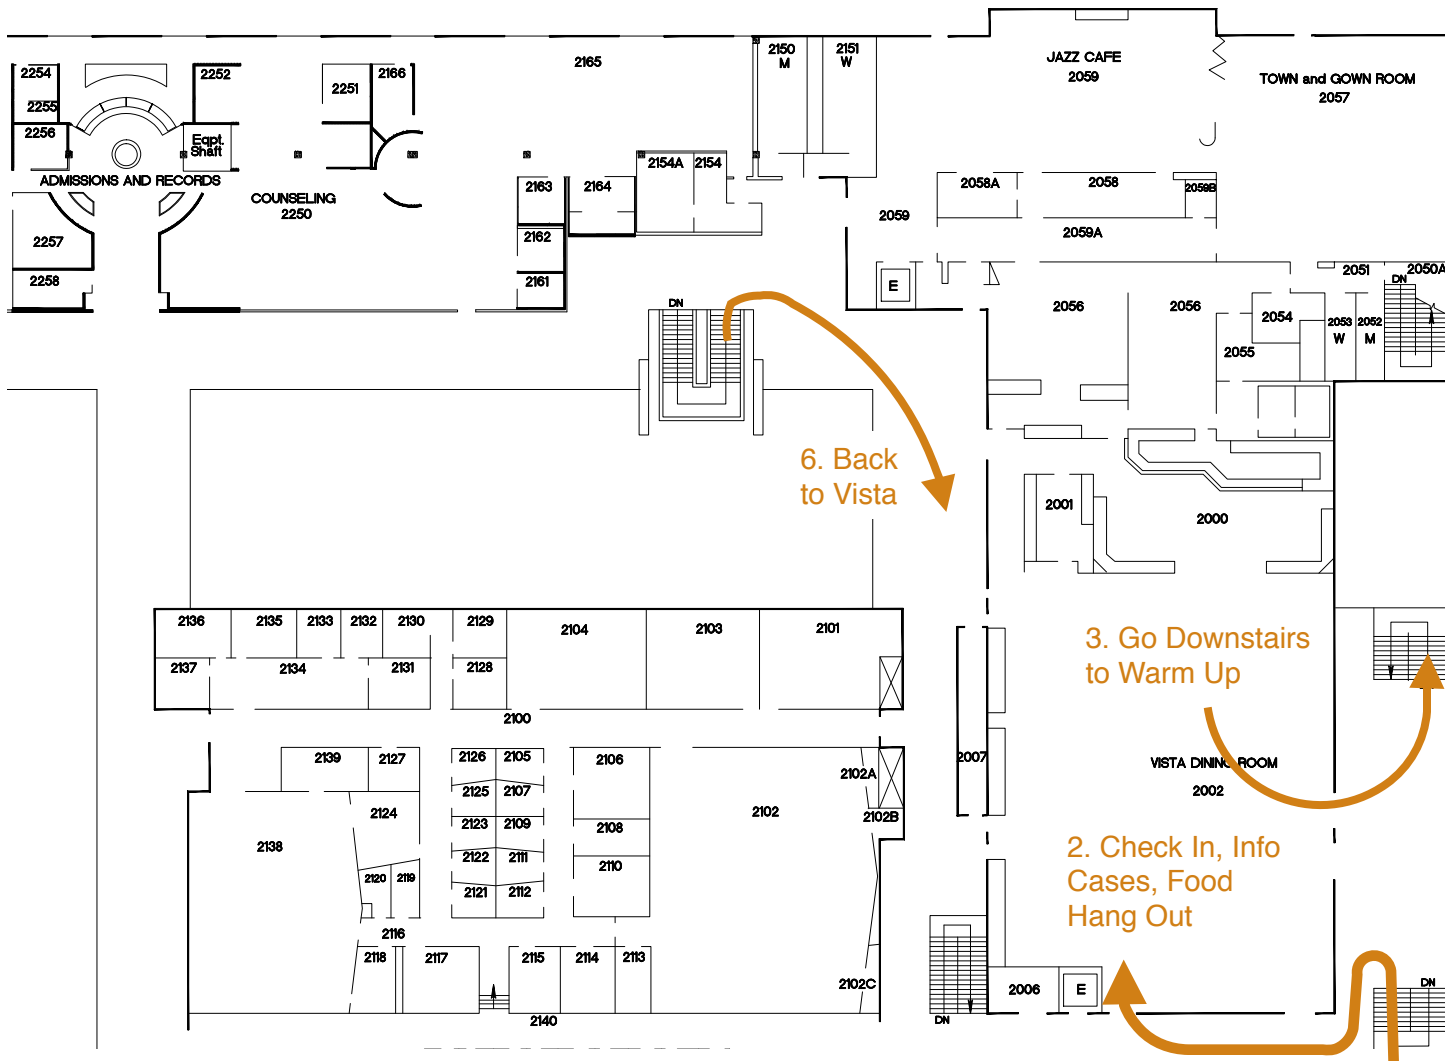 2254
2255
2256
2252
Eqpt.
Shaft
ADMISSIONS AND RECORDS
2257
2258
COUNSELING
2250
2251
2166
2165
2163
2162
2161
2164
2154A
2154
2150
M
2151
W
JAZZ CAFE
2059
TOWN and GOWN ROOM
2057
2058A
2058
2059B
2059
2059A
E
2051
2050A
DN
2056
2056
2054
2053
W
2052
M
2055
DN
6. Back
to Vista
2001
2000
3. Go Downstairs
to Warm Up
2136
2135
2133
2132
2130
2129
2104
2103
2101
2137
2134
2131
2128
2100
2139
2127
2126
2105
2106
2102A
2007
VISTA DINING ROOM
2002
2125
2107
2124
2123
2109
2108
2102
2102B
2138
2122
2111
2110
2120
2119
2121
2112
2. Check In, Info
Cases, Food
Hang Out
2116
2118
2117
2115
2114
2113
2102C
2140
DN
2006
E
DN